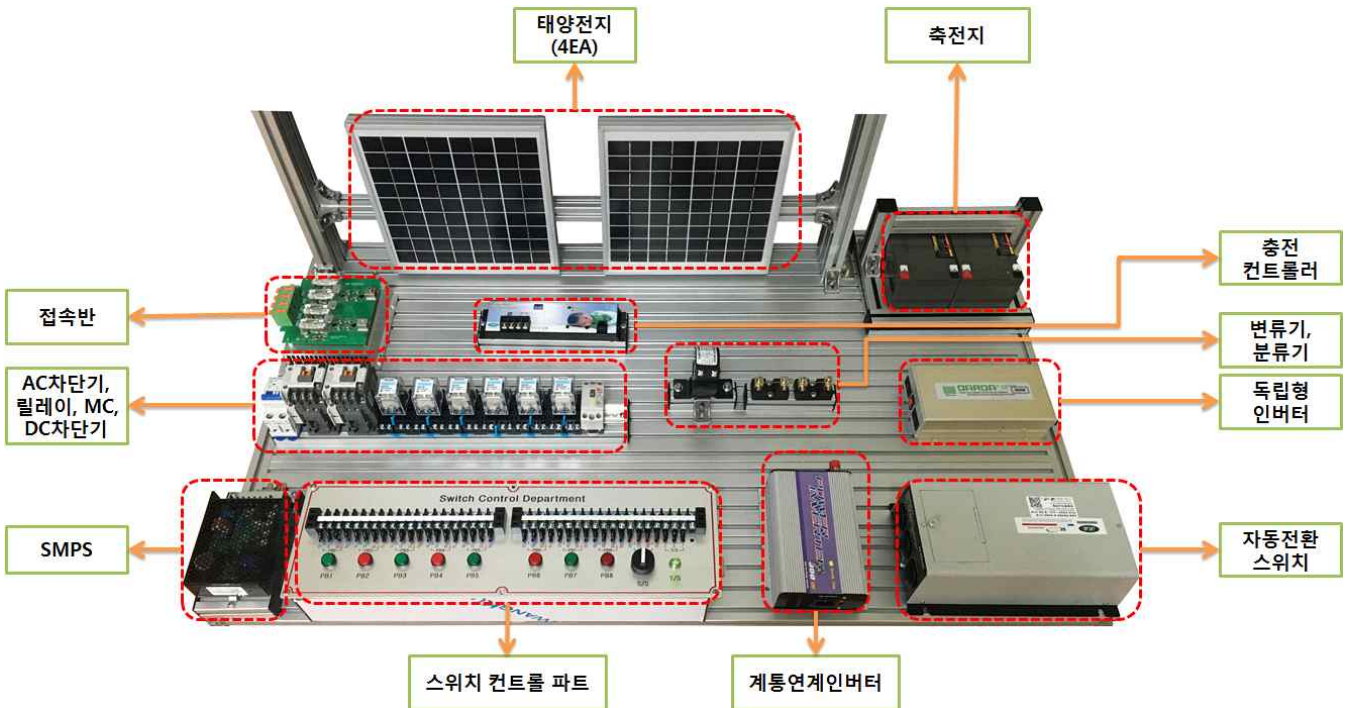 태양전지
(4EA)
축전지
충전
컨트롤러
접속반
변류기,
분류기
AC차단기,
릴레이, MC,
DC차단기
독립형
인버터
Switch Control Department
SMPS
PB1 PB2 PB3 PB4 PB5 PB6 PB7 PB8 S/S
자동전환
스위치
스위치 컨트롤 파트
계통연계인버터